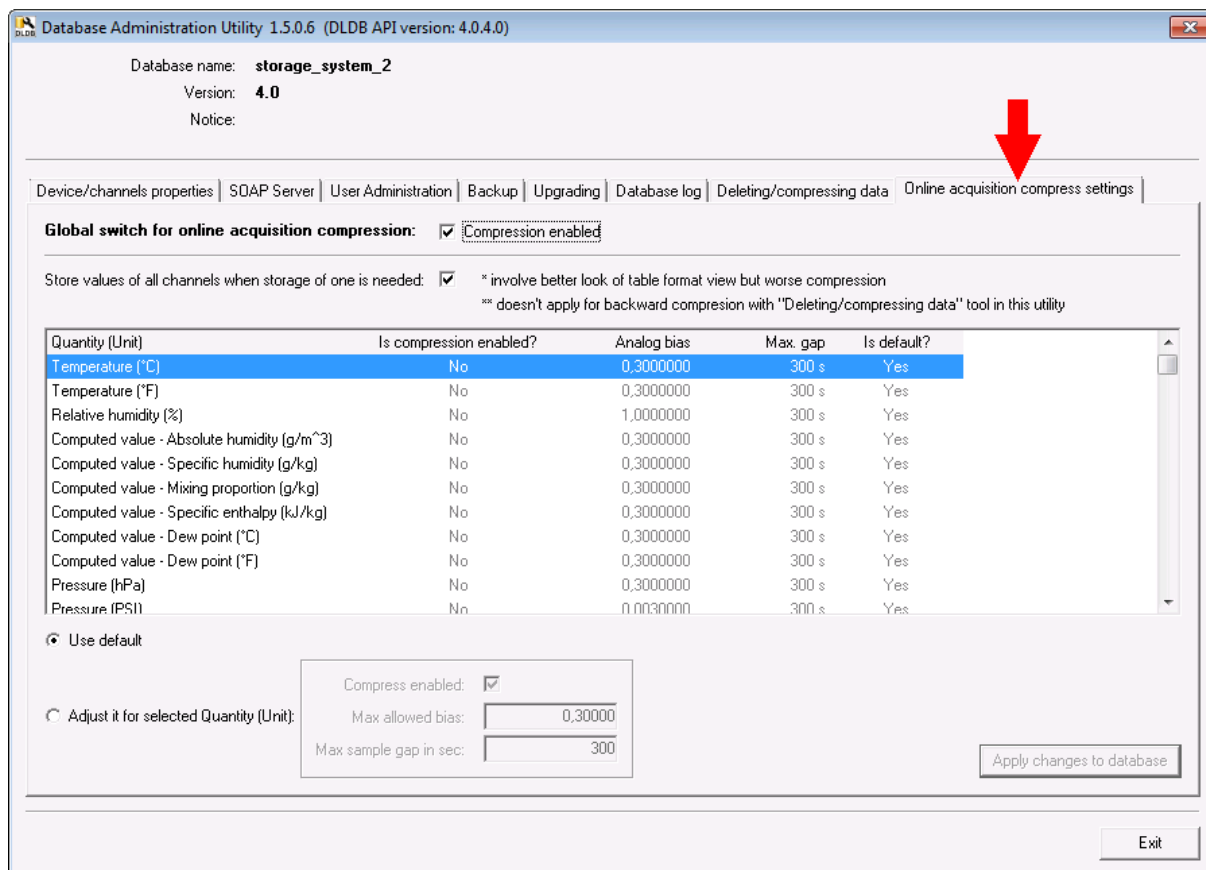 DLDB Database Administration Utility 1.5.0.6 (DLDB API version: 4.0.4.0)
Database name: storage_system_2
Version: 4.0
Notice:
Device/channels properties SOAP Server User Administration Backup Upgrading Database log Deleting/compressing data Online acquisition compress settings
Global switch for online acquisition compression: Compression enabled
Store values of all channels when storage of one is needed: * involve better look of table format view but worse compression
** doesn't apply for backward compresion with "Deleting/compressing data" tool in this utility
Quantity (Unit) Is compression enabled? Analog bias Max. gap Is default?
Temperature (°C) No 0,3000000 300 s Yes
Temperature (°F) No 0,3000000 300 s Yes
Relative humidity (%) No 1,0000000 300 s Yes
Computed value - Absolute humidity (g/m^3) No 0,3000000 300 s Yes
Computed value - Specific humidity (g/kg) No 0,3000000 300 s Yes
Computed value - Mixing proportion (g/kg) No 0,3000000 300 s Yes
Computed value - Specific enthalpy (kJ/kg) No 0,3000000 300 s Yes
Computed value - Dew point (°C) No 0,3000000 300 s Yes
Computed value - Dew point (°F) No 0,3000000 300 s Yes
Pressure (hPa) No 0,3000000 300 s Yes
Pressure (PSI) No 0,0030000 300 s Yes
Use default
Compress enabled:
Adjust it for selected Quantity (Unit): Max allowed bias: 0,30000
Max sample gap in sec: 300
Apply changes to database
Exit